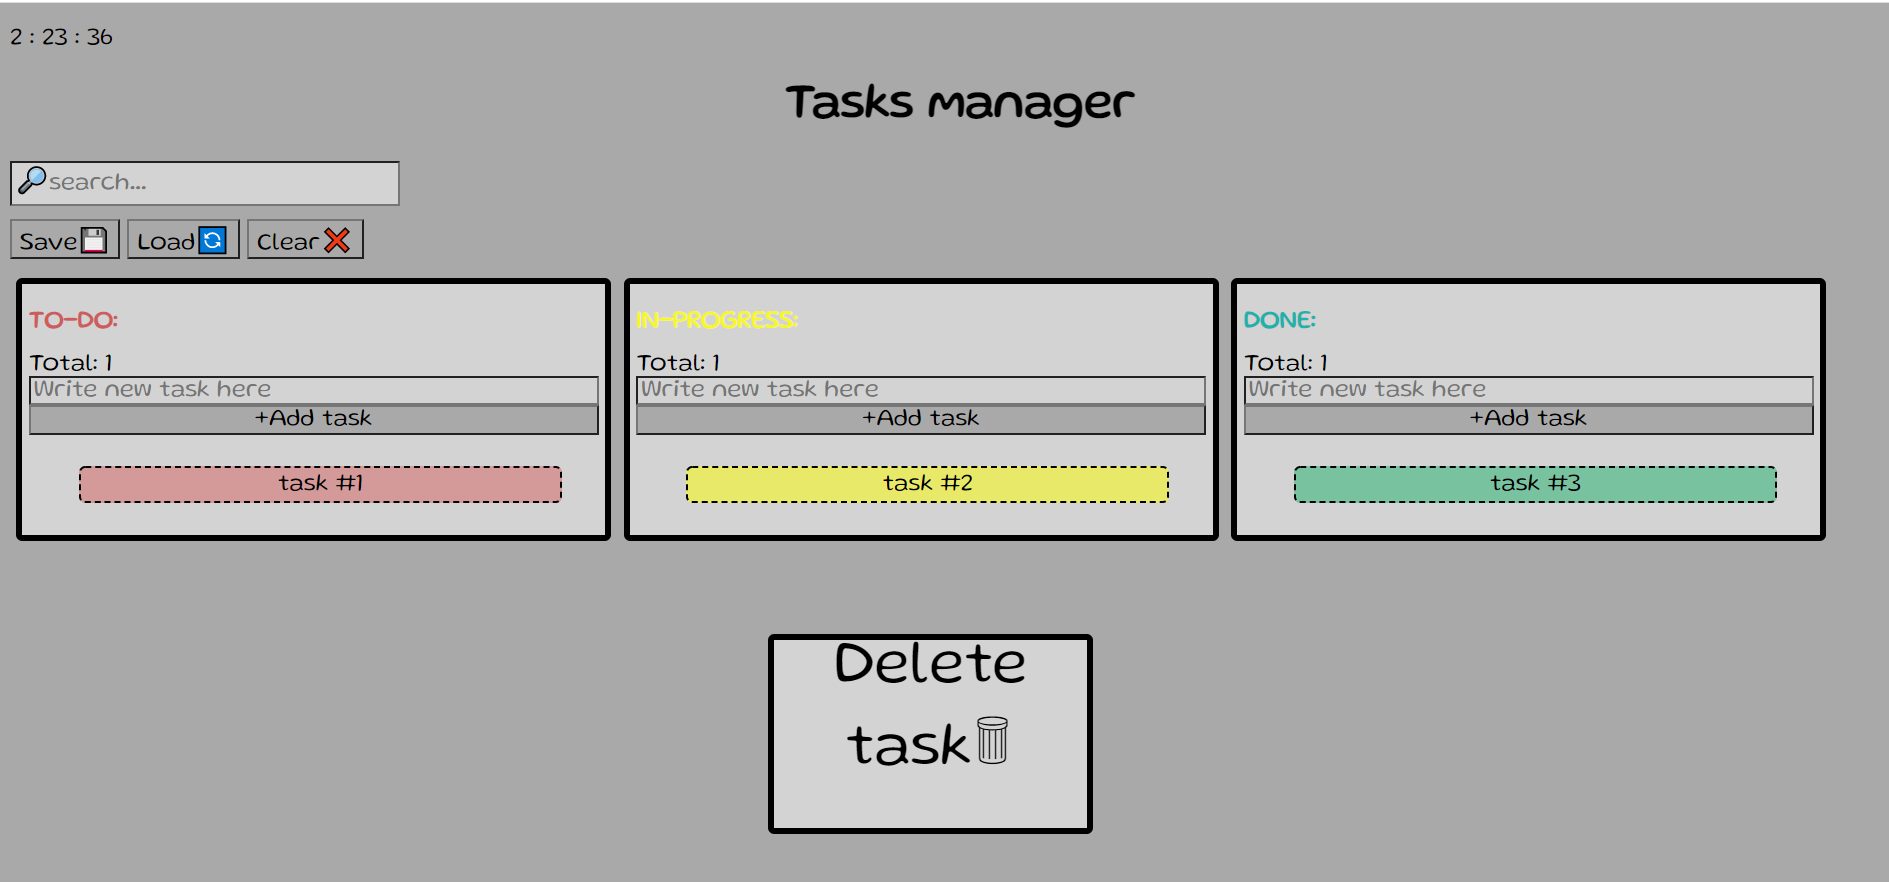 2 : 23 : 36
Tasks manager
search...
Save Load Clear
TO-DO:
Total: 1
Write new task here
+Add task
task #1
IN-PROGRESS:
Total: 1
Write new task here
+Add task
task #2
DONE:
Total: 1
Write new task here
+Add task
task #3
Delete
task